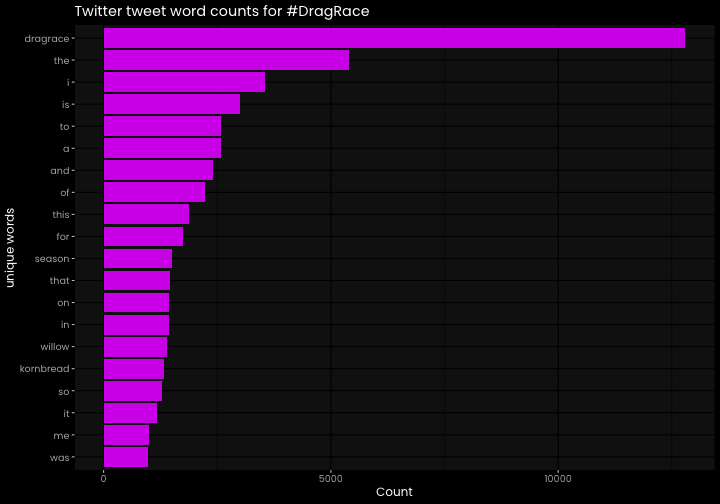 Twitter tweet word counts for #DragRace
unique words
dragrace
the
i
is
to
a
and
of
this
for
season
that
on
in
willow
kornbread
so
it
me
was
0 5000 10000
Count